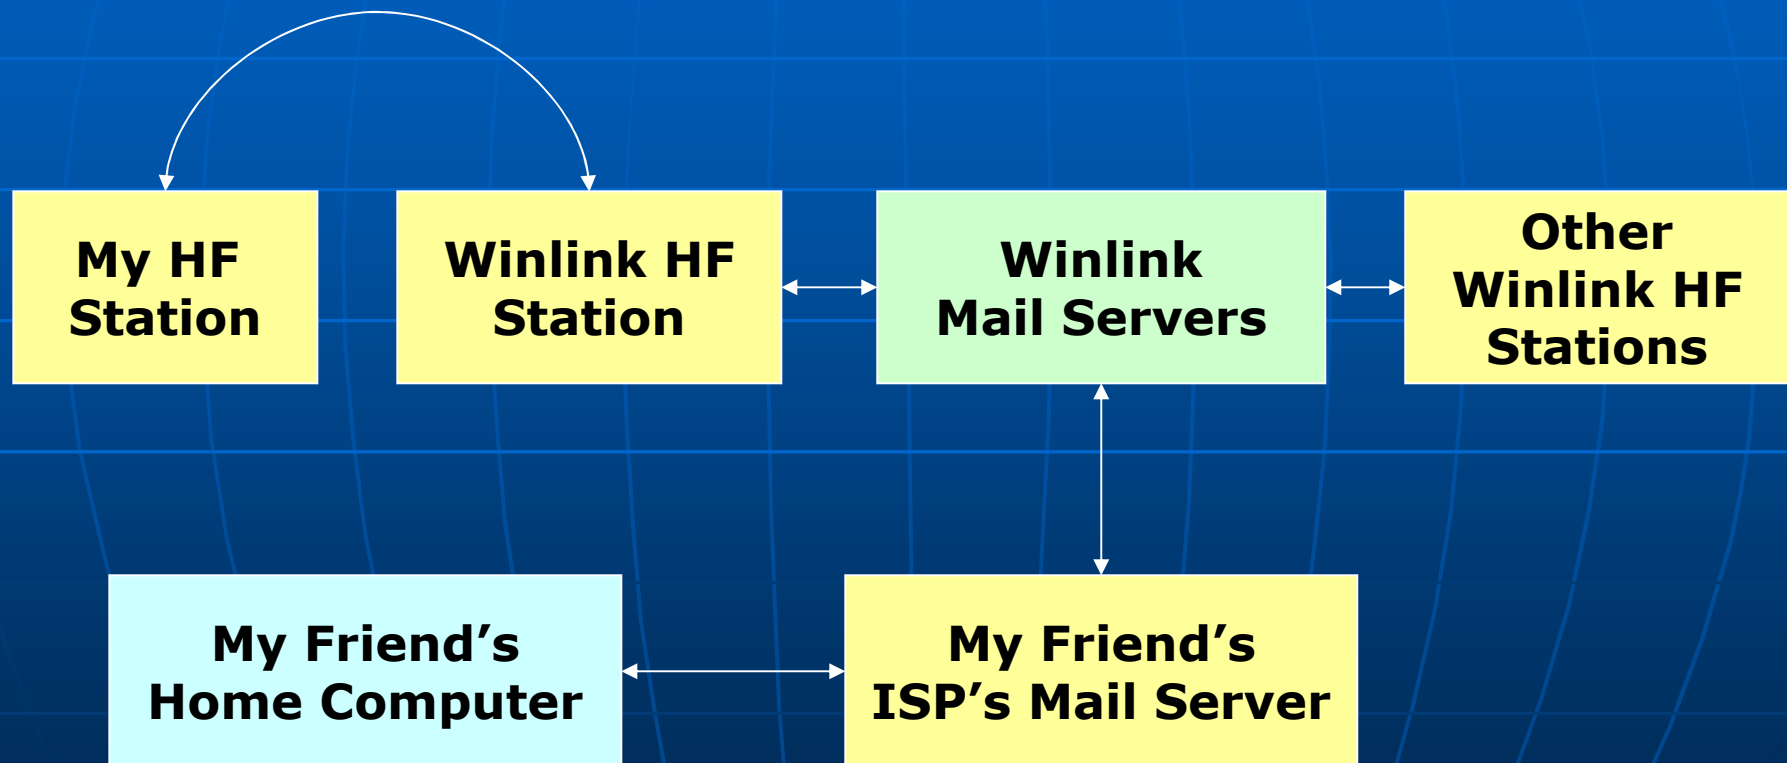 My HF
Station
Winlink HF
Station
Winlink
Mail Servers
Other
Winlink HF
Stations
My Friend’s
Home Computer
My Friend’s
ISP’s Mail Server